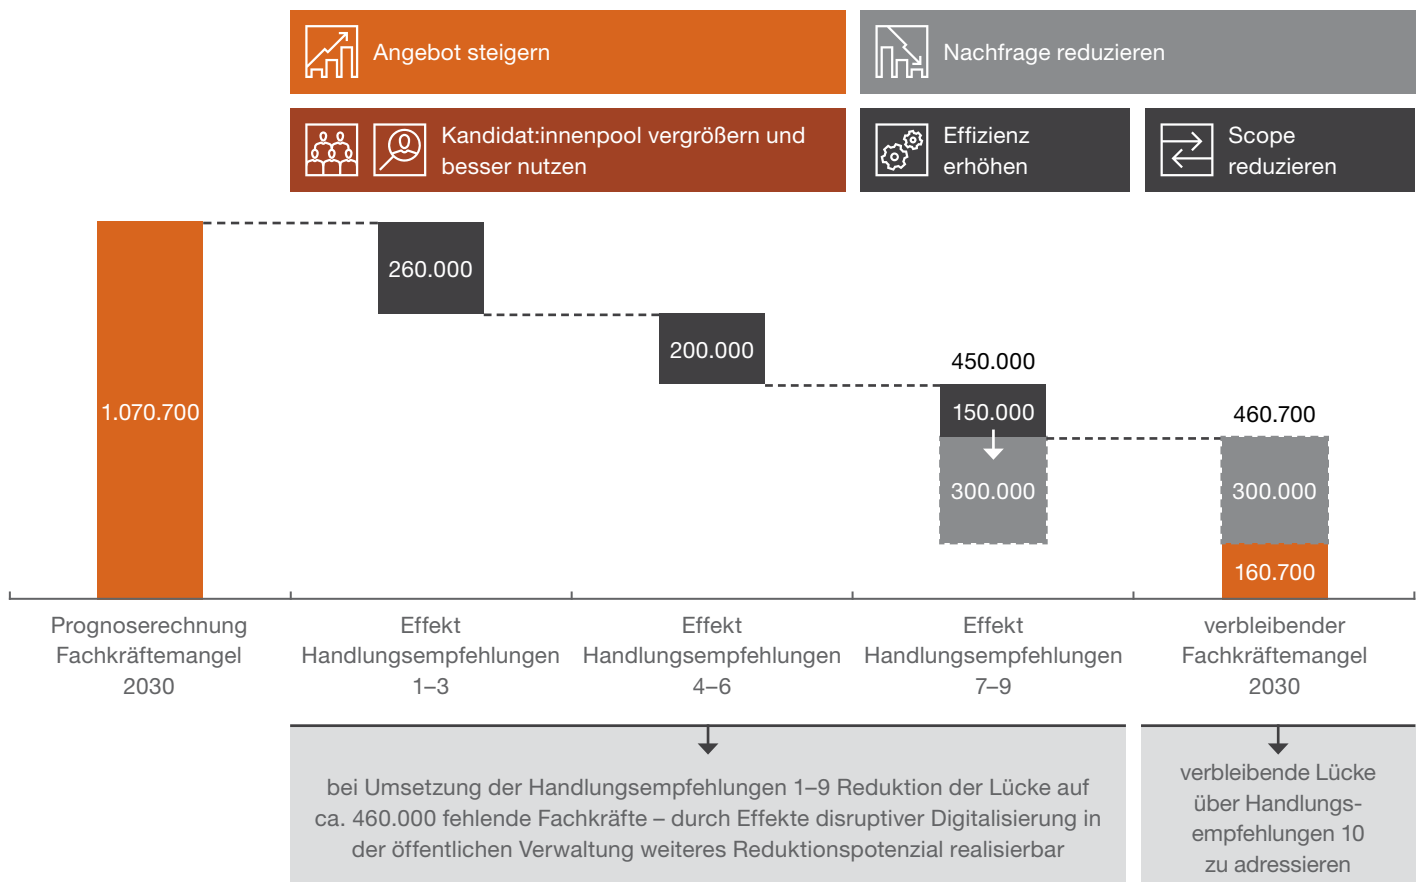 Angebot steigern
Nachfrage reduzieren
Kandidat:innenpool vergrößern und
besser nutzen
Effizienz
erhöhen
Scope
reduzieren
1.070.700
260.000
200.000
450.000
150.000
300.000
460.700
300.000
160.700
Prognoserechnung
Fachkräftemangel
2030
Effekt
Handlungsempfehlungen
1–3
Effekt
Handlungsempfehlungen
4–6
Effekt
Handlungsempfehlungen
7–9
verbleibender
Fachkräftemangel
2030
bei Umsetzung der Handlungsempfehlungen 1–9 Reduktion der Lücke auf
ca. 460.000 fehlende Fachkräfte – durch Effekte disruptiver Digitalisierung in
der öffentlichen Verwaltung weiteres Reduktionspotenzial realisierbar
verbleibende Lücke
über Handlungs-
empfehlungen 10
zu adressieren